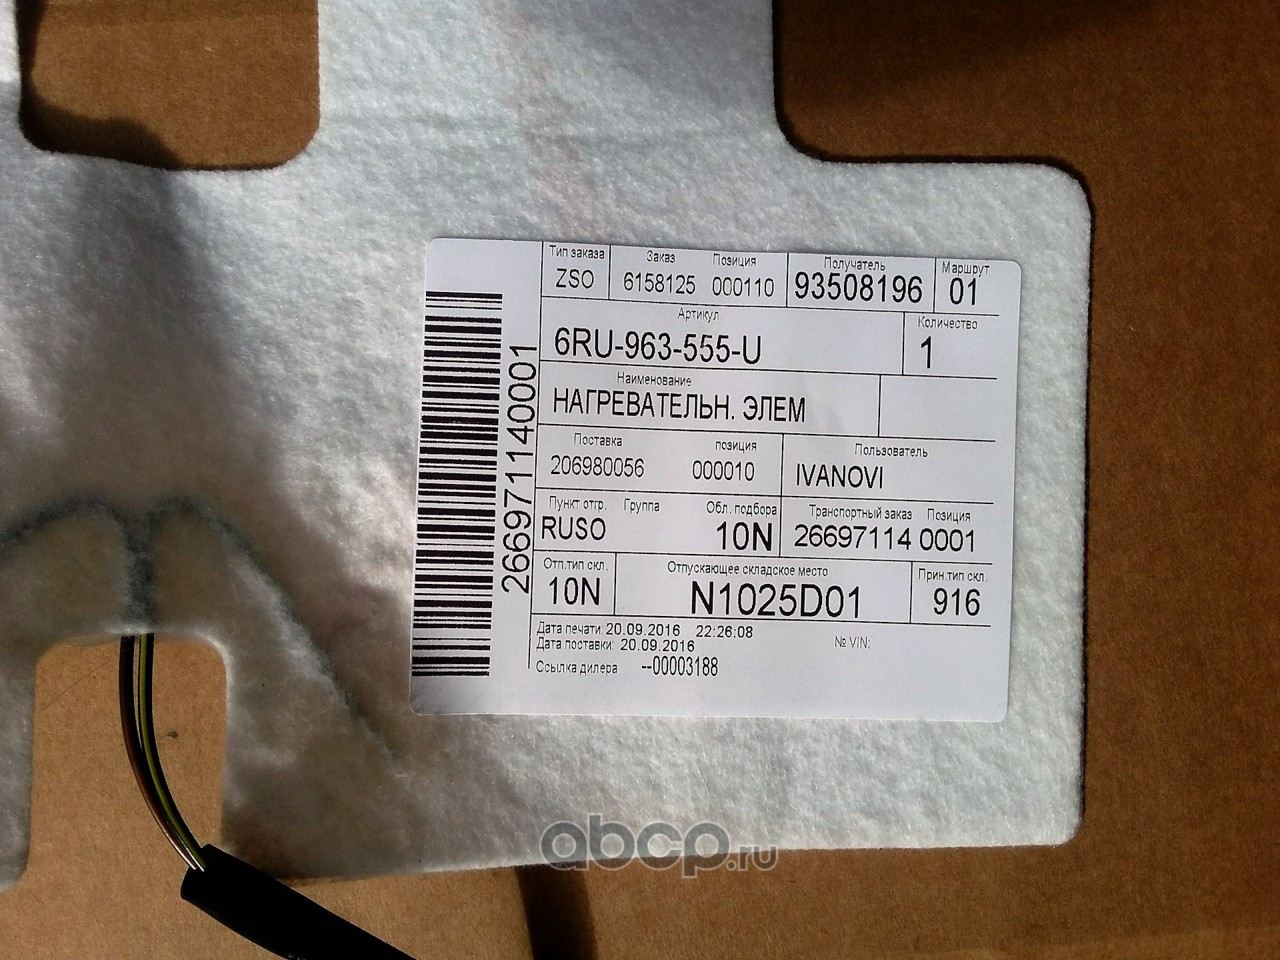 Тип заказа Заказ Позиция Получатель Маршрут
ZSO 6158125 000110 93508196 01
Артикул Количество
6RU-963-555-U 1
Наименование
НАГРЕВАТЕЛЬН. ЭЛЕМ
Поставка позиция Пользователь
206980056 000010 IVANOVI
Пункт отгр. Группа Обл. подбора Транспортный заказ Позиция
RUSO 10N 26697114 0001
Отп.тип скл. Отпускающее складское место Прин.тип скл.
10N N1025D01 916
Дата печати: 20.09.2016 22:26:08 № VIN:
Дата поставки: 20.09.2016
Ссылка дилера --00003188
266971140001
abcp.ru